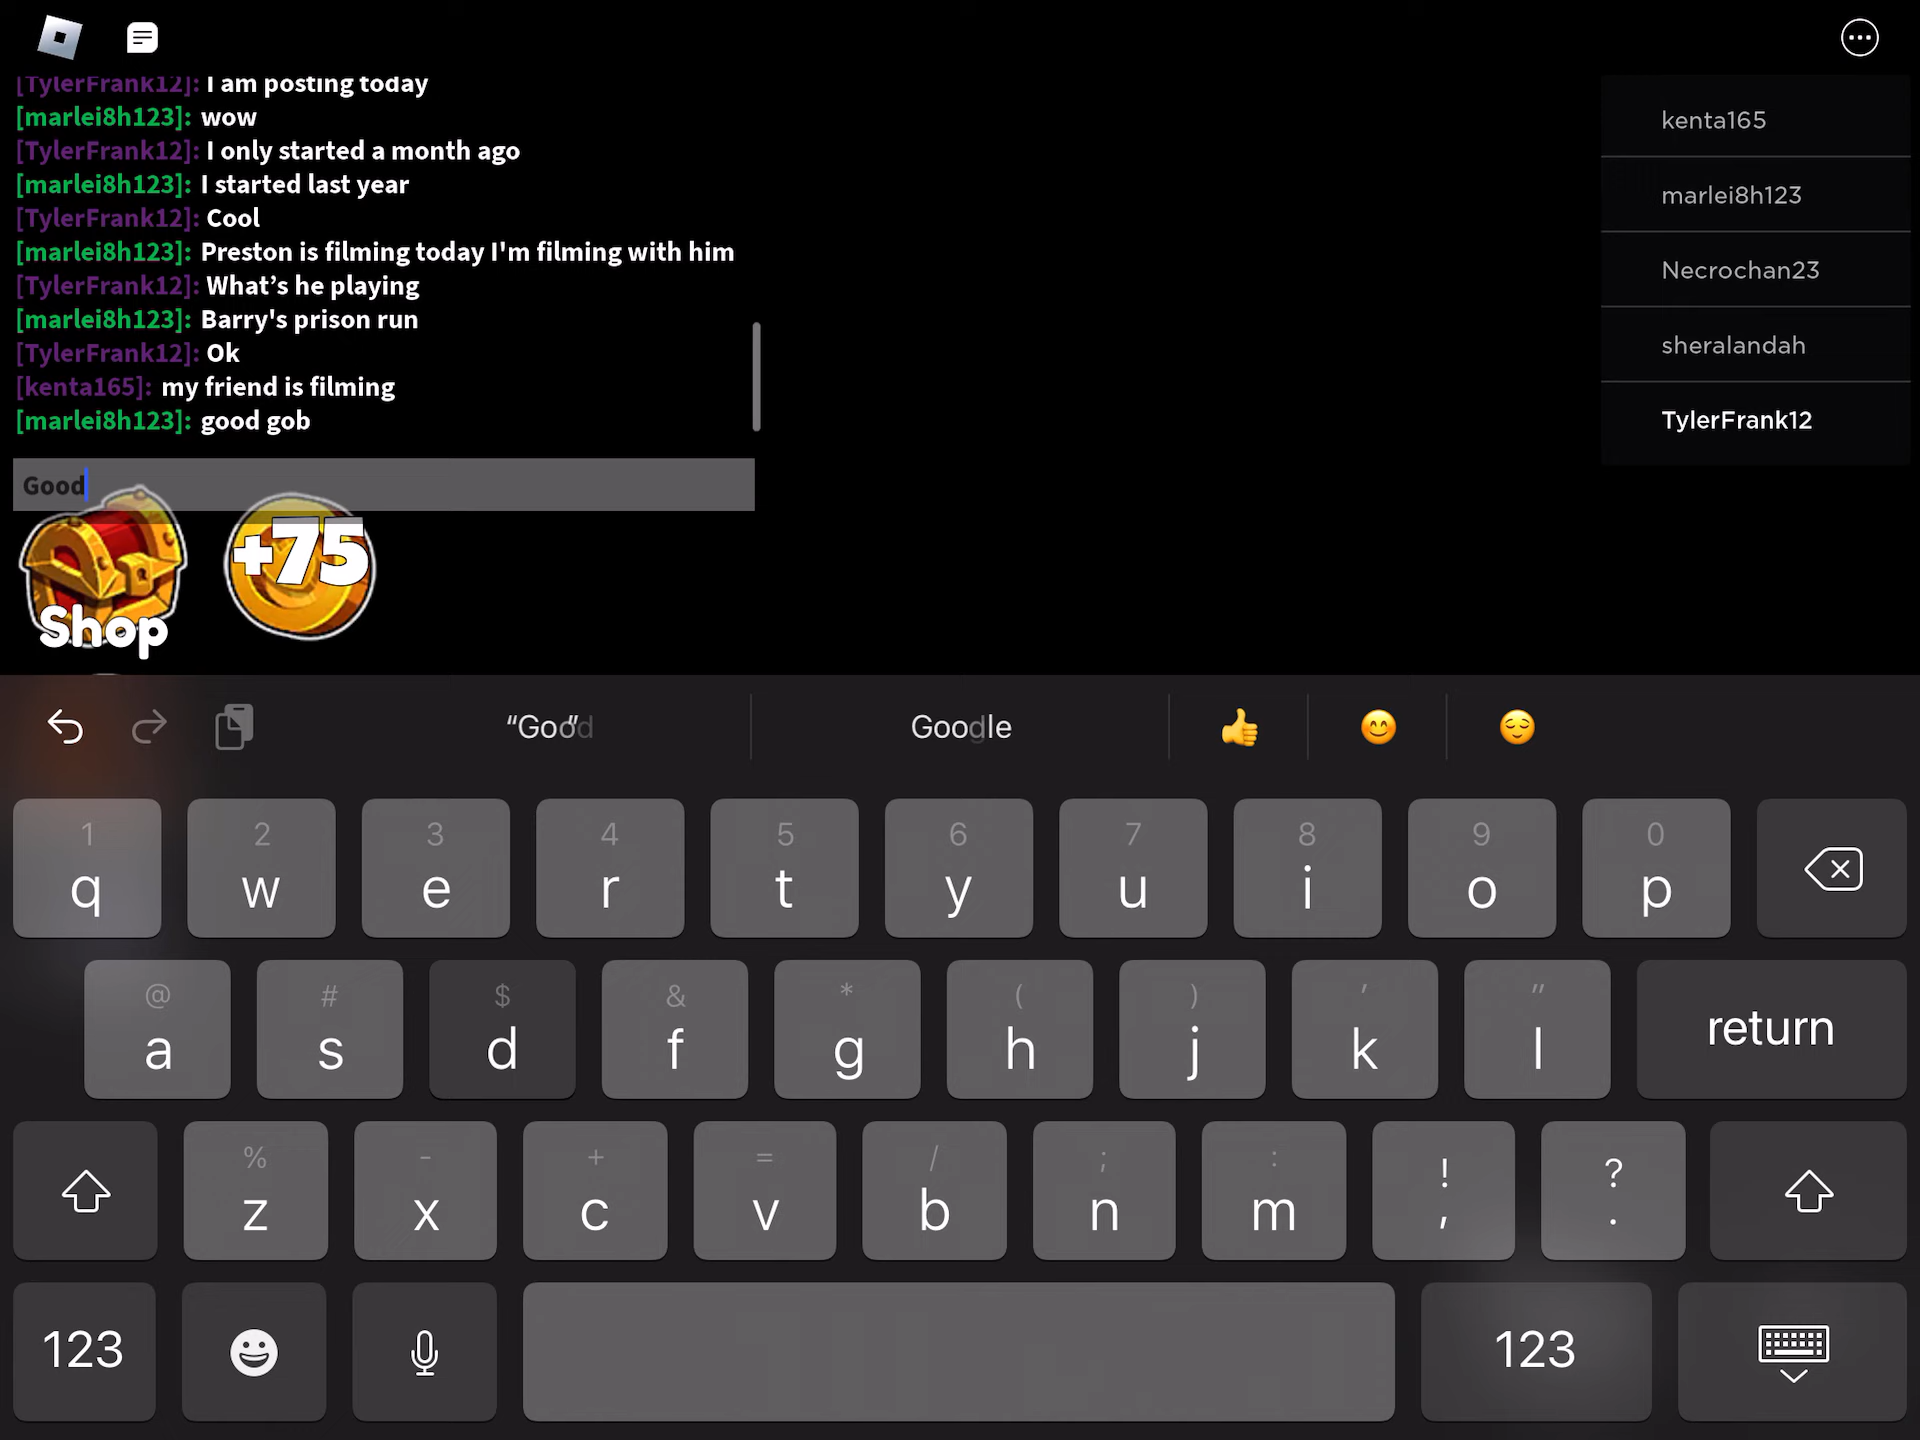 [TylerFrank12]: I am posting today
[marlei8h123]: wow
[TylerFrank12]: I only started a month ago
[marlei8h123]: I started last year
[TylerFrank12]: Cool
[marlei8h123]: Preston is filming today I'm filming with him
[TylerFrank12]: What’s he playing
[marlei8h123]: Barry's prison run
[TylerFrank12]: Ok
[kenta165]: my friend is filming
[marlei8h123]: good gob
Good
kenta165
marlei8h123
Necrochan23
sheralandah
TylerFrank12
+75
Shop
Google 👍 😊 😌
1 2 3 4 5 6 7 8 9 0
q w e r t y u i o p
@ # $ & * ( ) ' "
a s d f g h j k l return
% - + = / ; : ! ?
z x c v b n m , .
123 123